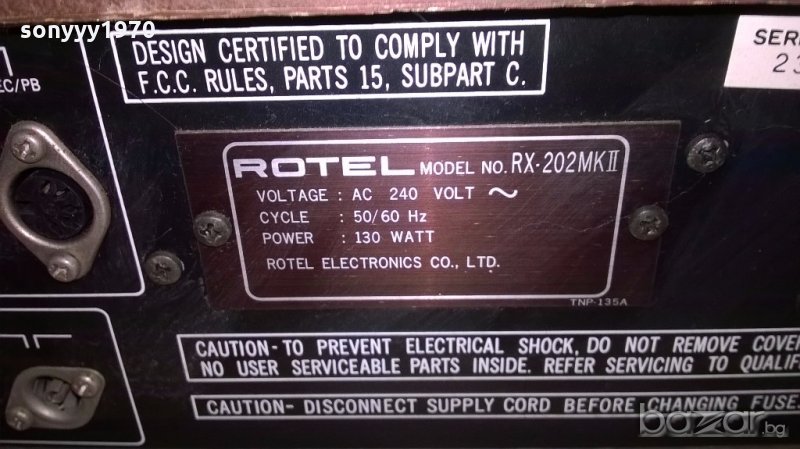 sonyyy1970
DESIGN CERTIFIED TO COMPLY WITH
F.C.C. RULES, PARTS 15, SUBPART C.
SERI
23
EC/PB
ROTEL MODEL NO. RX-202MKII
VOLTAGE : AC 240 VOLT ~
CYCLE : 50/60 Hz
POWER : 130 WATT
ROTEL ELECTRONICS CO., LTD.
TNP-135A
CAUTION-TO PREVENT ELECTRICAL SHOCK, DO NOT REMOVE COVE
NO USER SERVICEABLE PARTS INSIDE. REFER SERVICING TO QUALIF
CAUTION- DISCONNECT SUPPLY CORD BEFORE CHANGING FUSE.
bazar.bg